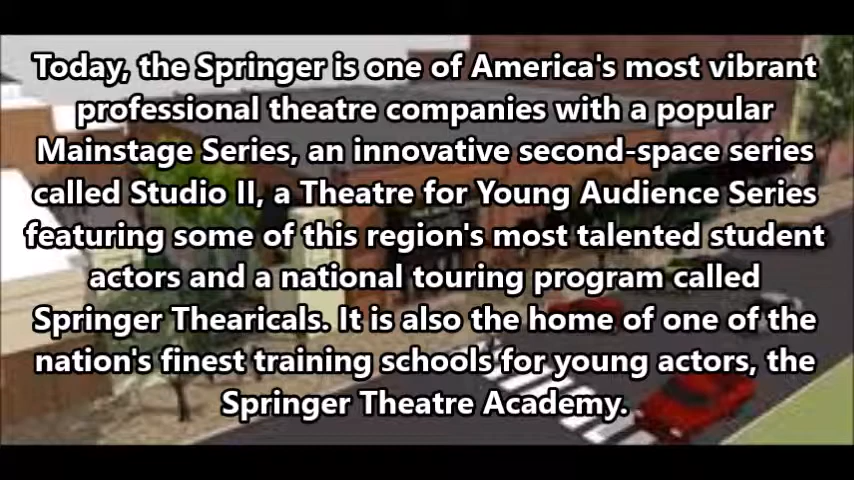 Today, the Springer is one of America's most vibrant
professional theatre companies with a popular
Mainstage Series, an innovative second-space series
called Studio II, a Theatre for Young Audience Series
featuring some of this region's most talented student
actors and a national touring program called
Springer Thearicals. It is also the home of one of the
nation's finest training schools for young actors, the
Springer Theatre Academy.